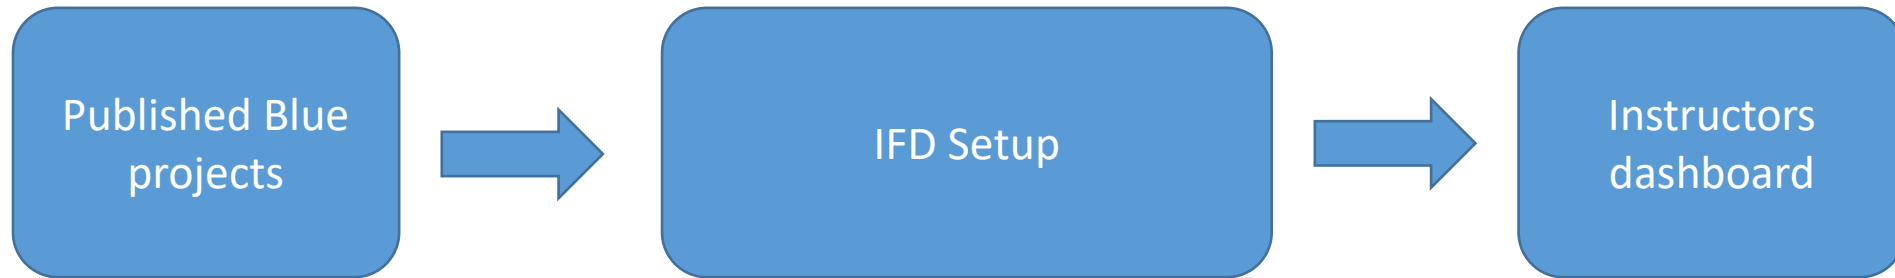 Published Blue
projects
IFD Setup
Instructors
dashboard